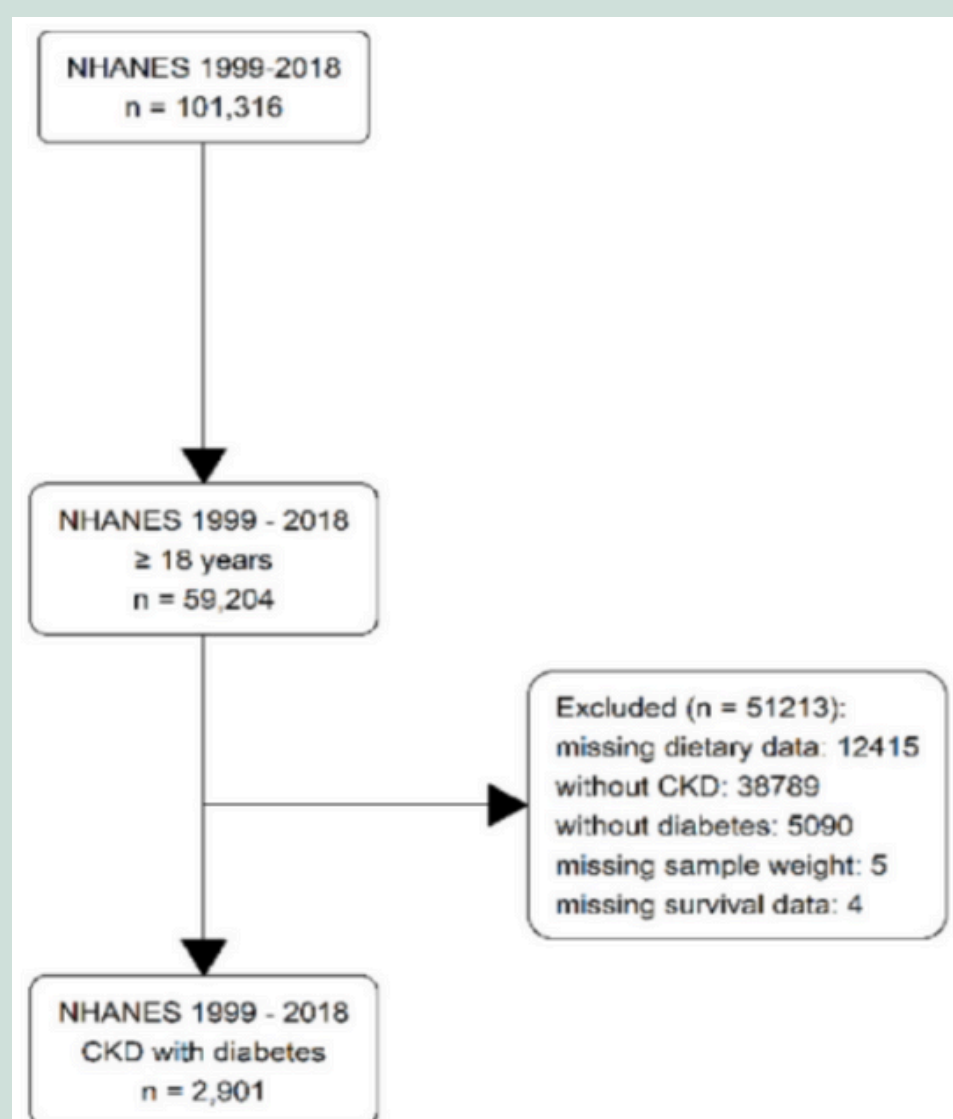 NHANES 1999-2018
n = 101,316
NHANES 1999 - 2018
≥ 18 years
n = 59,204
Excluded (n = 51213):
missing dietary data: 12415
without CKD: 38789
without diabetes: 5090
missing sample weight: 5
missing survival data: 4
NHANES 1999 - 2018
CKD with diabetes
n = 2,901